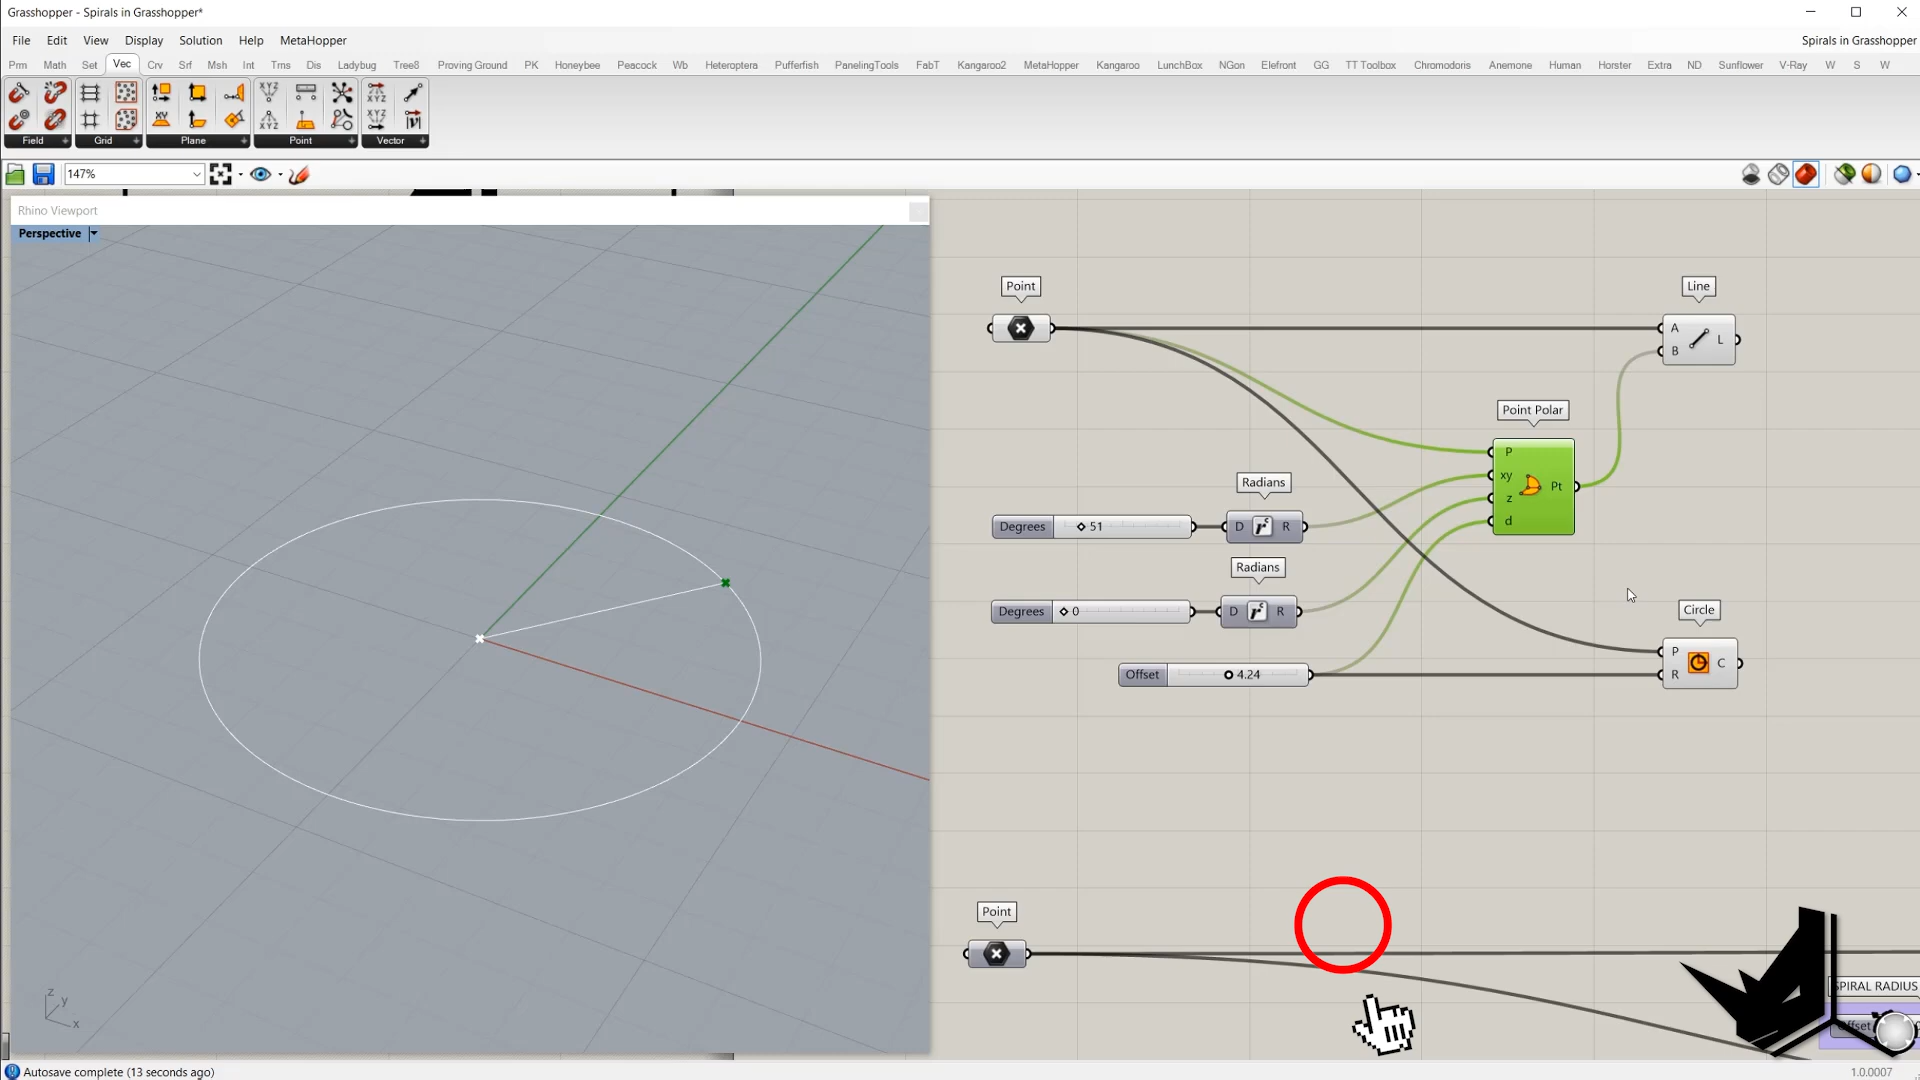 Grasshopper - Spirals in Grasshopper*
File Edit View Display Solution Help MetaHopper
Spirals in Grasshopper
Prm Math Set Vec Crv Srf Msh Int Trns Dis Ladybug Tree8 Proving Ground PK Honeybee Peacock Wb Heteroptera Pufferfish PanelingTools FabT Kangaroo2 MetaHopper Kangaroo LunchBox NGon Elefront GG TT Toolbox Chromodoris Anemone Human Horster Extra ND Sunflower V-Ray W S W
Field Grid Plane Point Vector
147%
Rhino Viewport
Perspective
Point
Line
A
B
L
Point Polar
P
xy
z
d
Pt
Radians
Degrees 51
D R
Radians
Degrees 0
D R
Circle
P
R
C
Offset 4.24
Point
SPIRAL RADIUS
Offset
z
y
x
Autosave complete (13 seconds ago)
1.0.0007